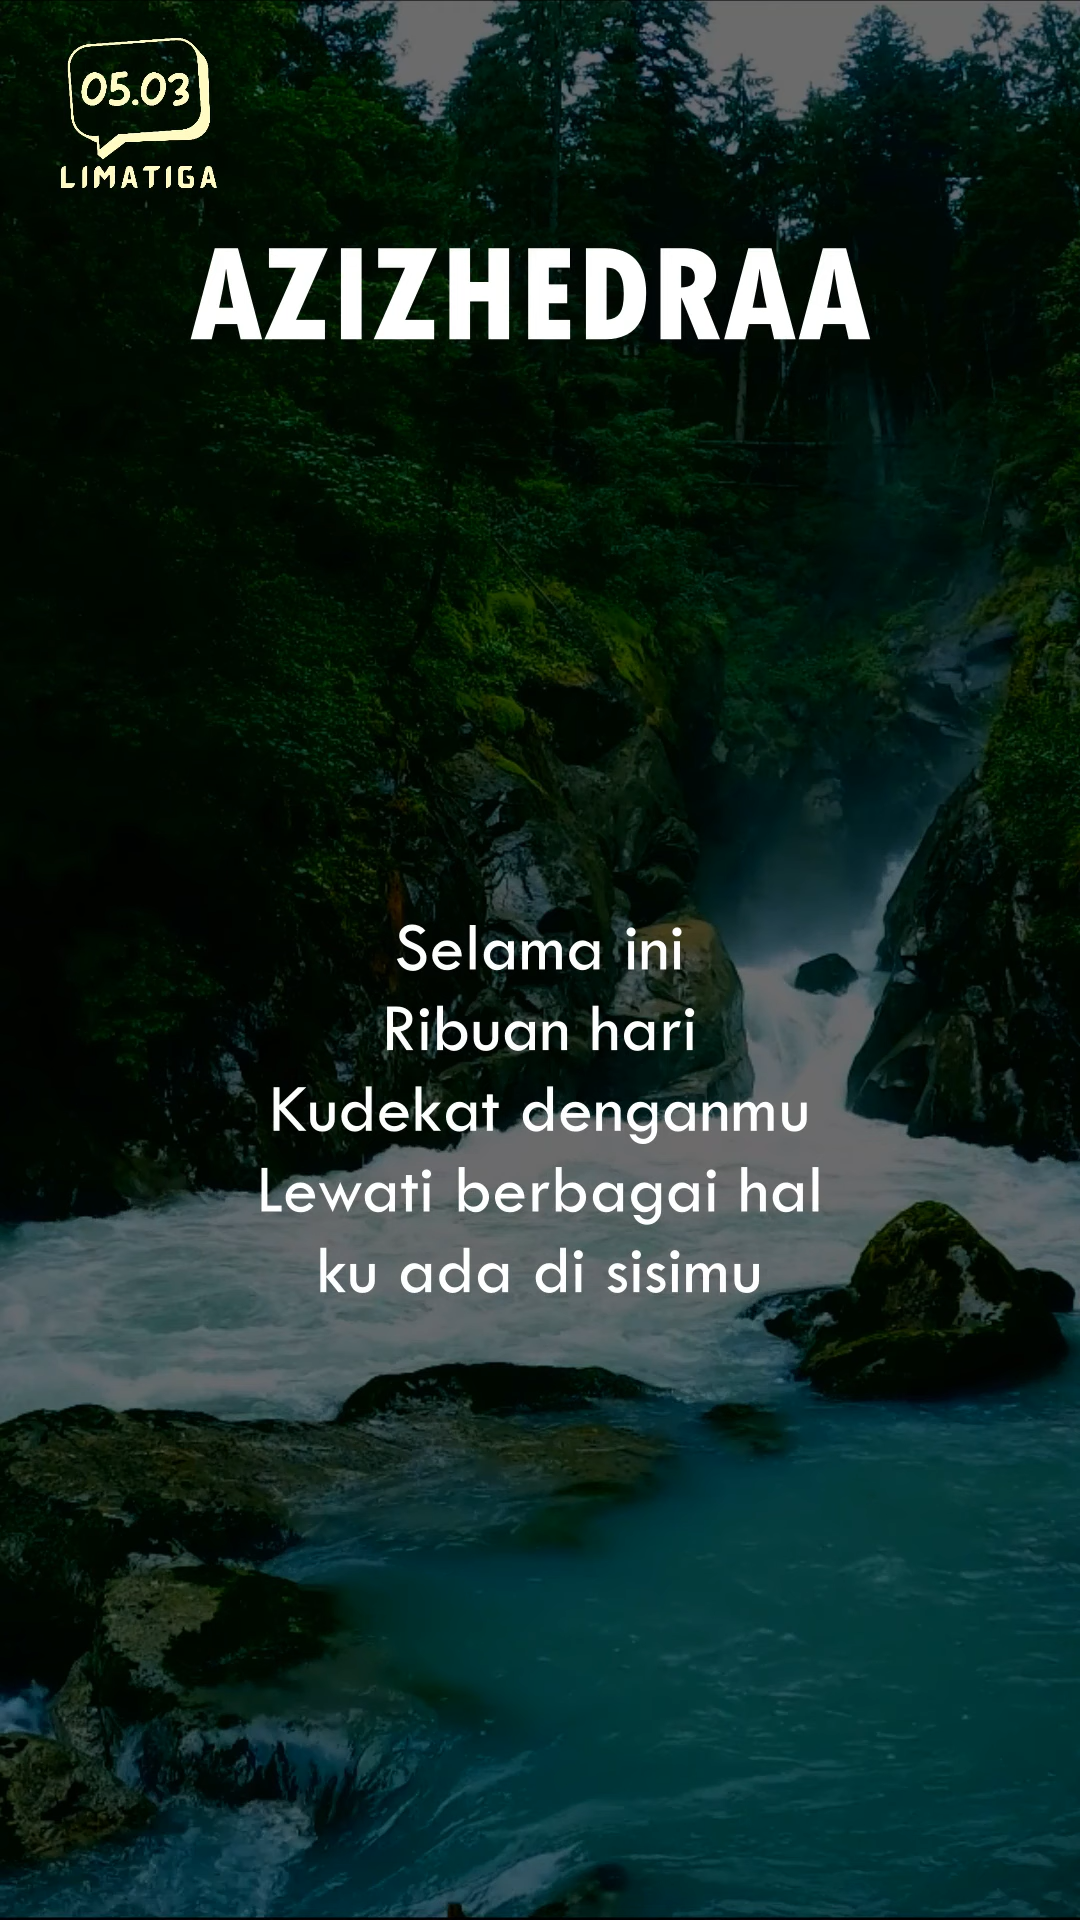 05.03
LIMATIGA
AZIZHEDRAA
Selama ini
Ribuan hari
Kudekat denganmu
Lewati berbagai hal
ku ada di sisimu